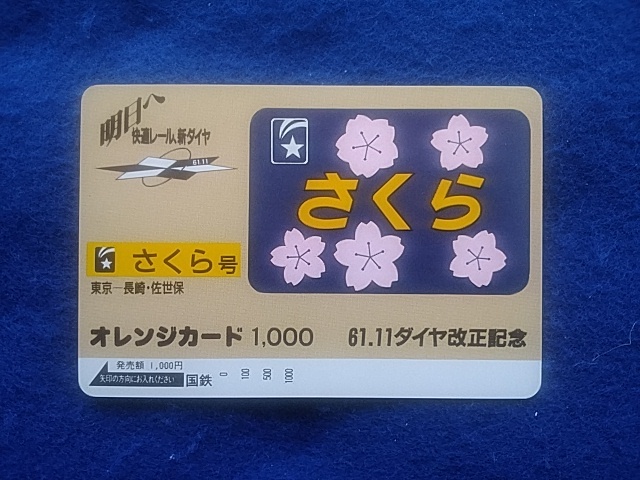 明日へ
快適レール、新ダイヤ
61.11
さくら
さくら号
東京―長崎・佐世保
オレンジカード 1,000
61.11ダイヤ改正記念
発売額 1,000円
矢印の方向にお入れください
国鉄
0 100 500 1000